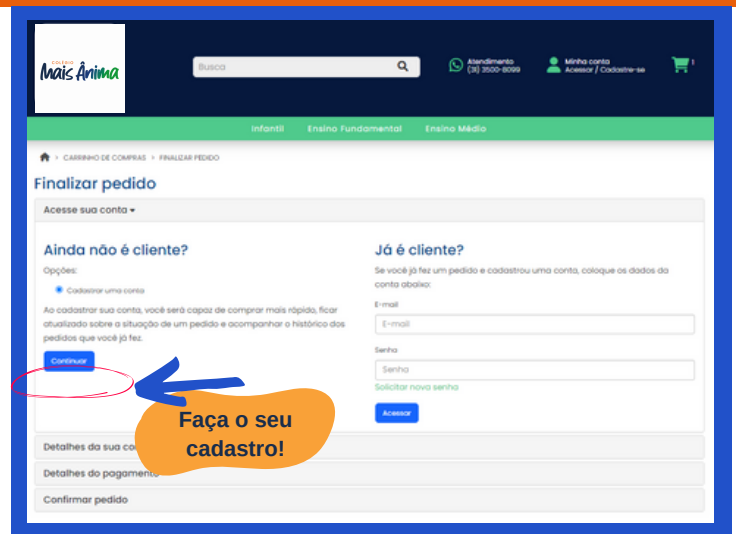 COLÉGIO
Mais Ânima
Busca
Atendimento
(31) 3500-8099
Minha conta
Acessar / Cadastre-se
1
Infantil Ensino Fundamental Ensino Médio
> CARRINHO DE COMPRAS > FINALIZAR PEDIDO
Finalizar pedido
Acesse sua conta
Ainda não é cliente?
Opções:
Cadastrar uma conta
Ao cadastrar sua conta, você será capaz de comprar mais rápido, ficar
atualizado sobre a situação de um pedido e acompanhar o histórico dos
pedidos que você já fez.
Continuar
Já é cliente?
Se você já fez um pedido e cadastrou uma conta, coloque os dados da
conta abaixo:
E-mail
E-mail
Senha
Senha
Solicitar nova senha
Acessar
Faça o seu
cadastro!
Detalhes da sua co
Detalhes do pagamento
Confirmar pedido